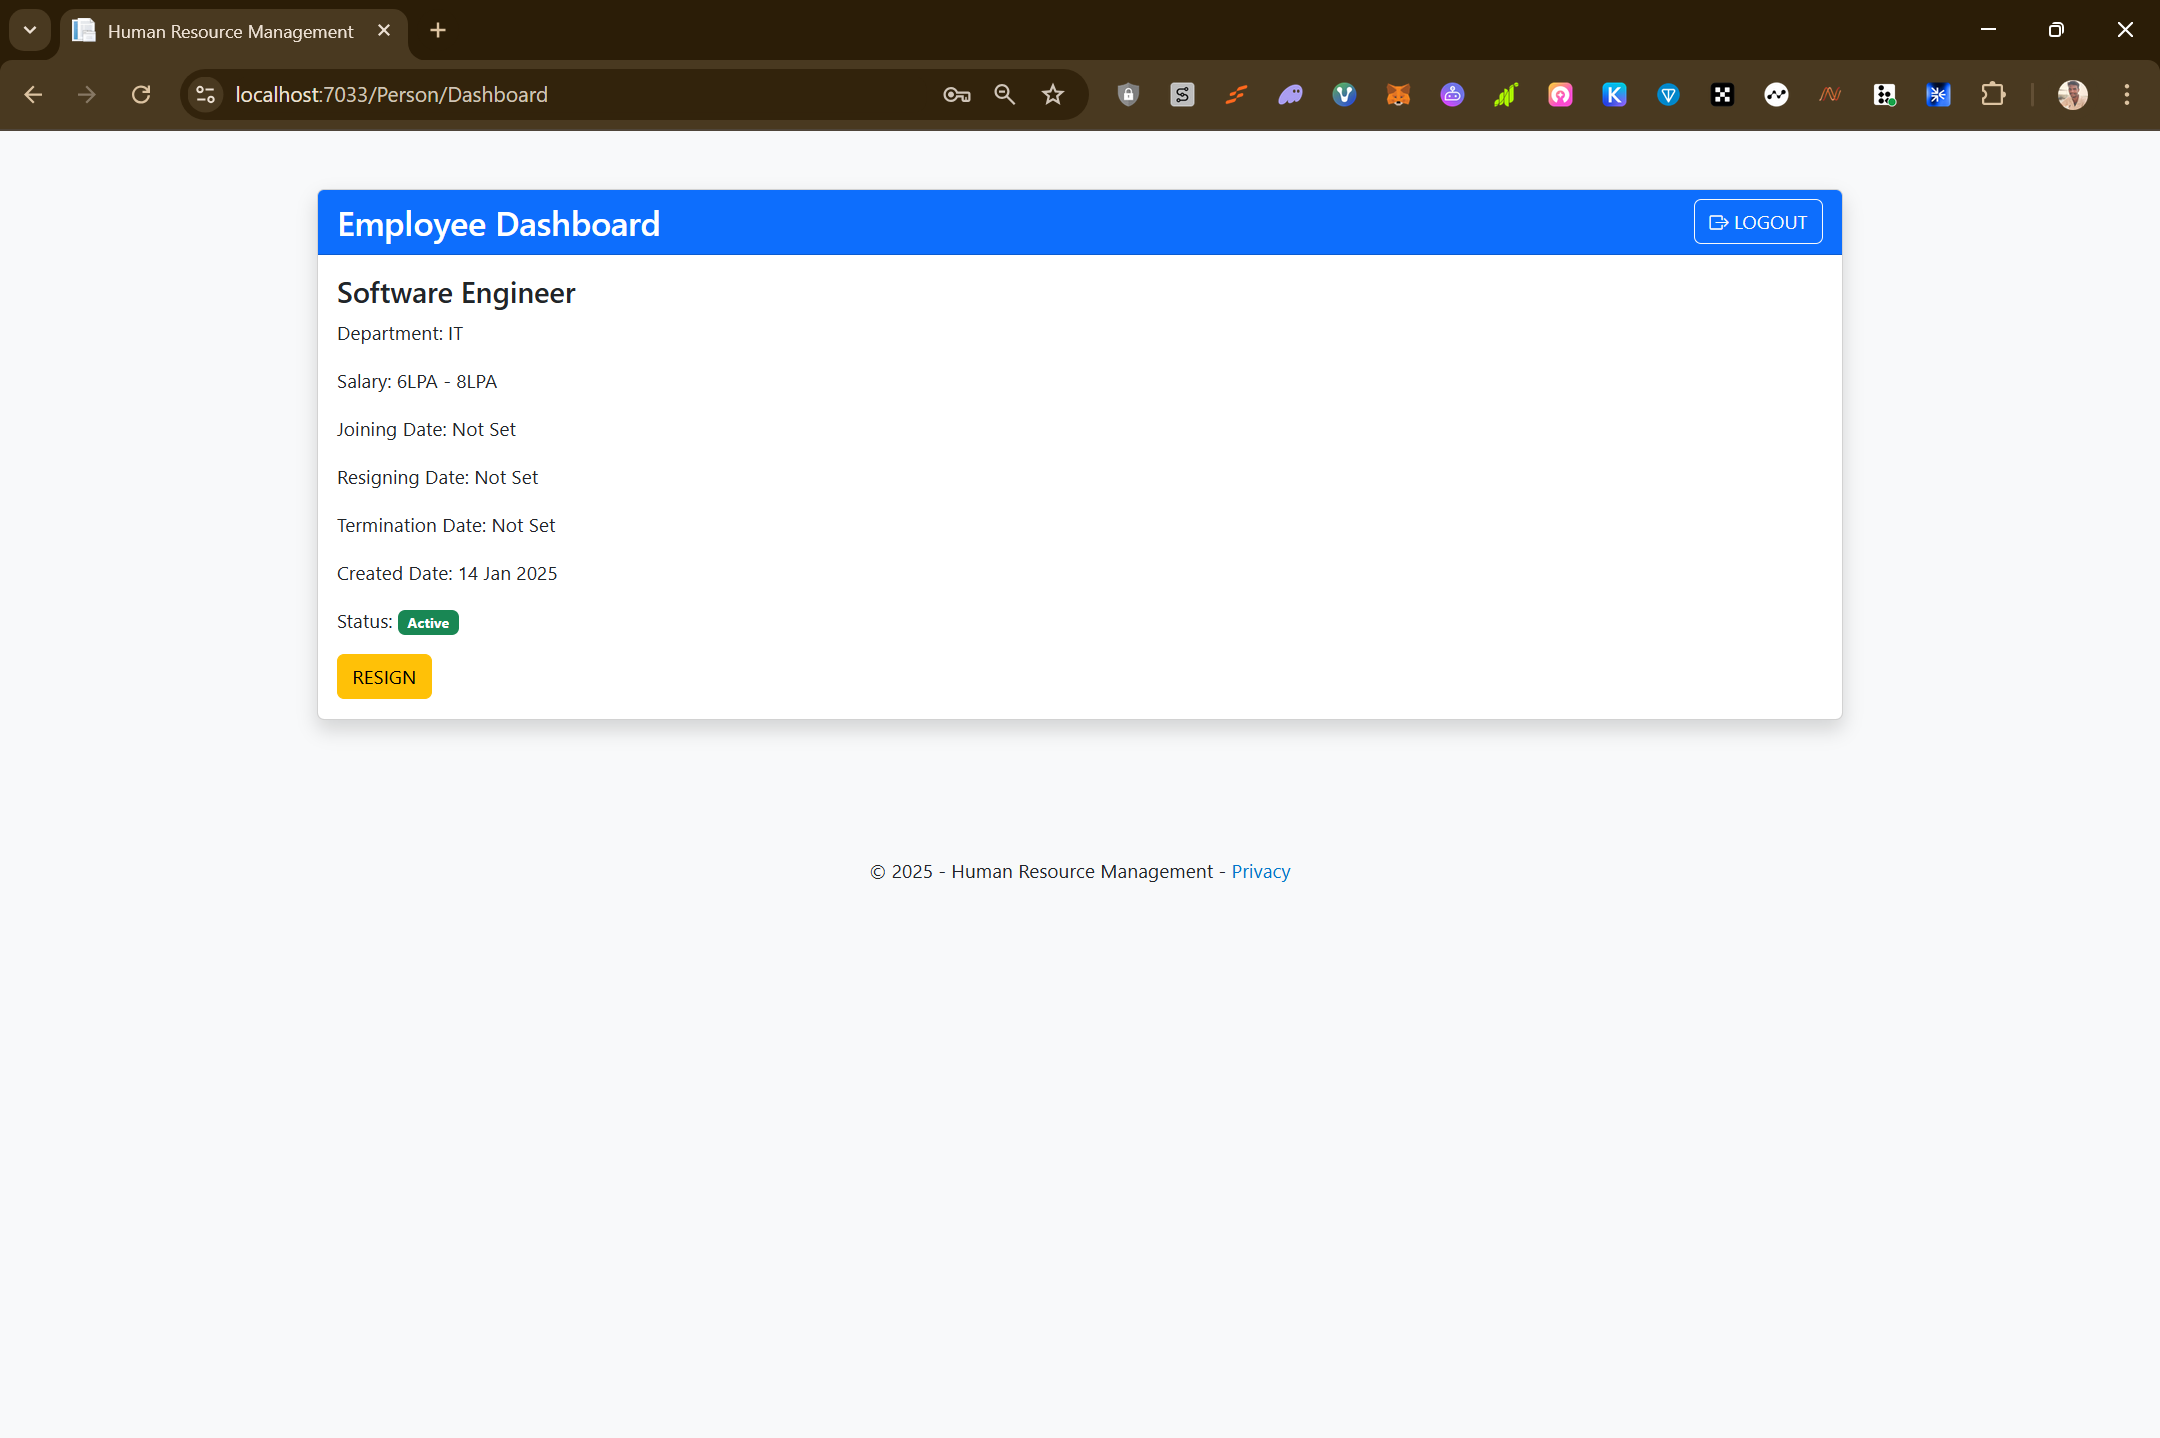 Human Resource Management
localhost:7033/Person/Dashboard
Employee Dashboard
LOGOUT
Software Engineer
Department: IT
Salary: 6LPA - 8LPA
Joining Date: Not Set
Resigning Date: Not Set
Termination Date: Not Set
Created Date: 14 Jan 2025
Status: Active
RESIGN
© 2025 - Human Resource Management - Privacy